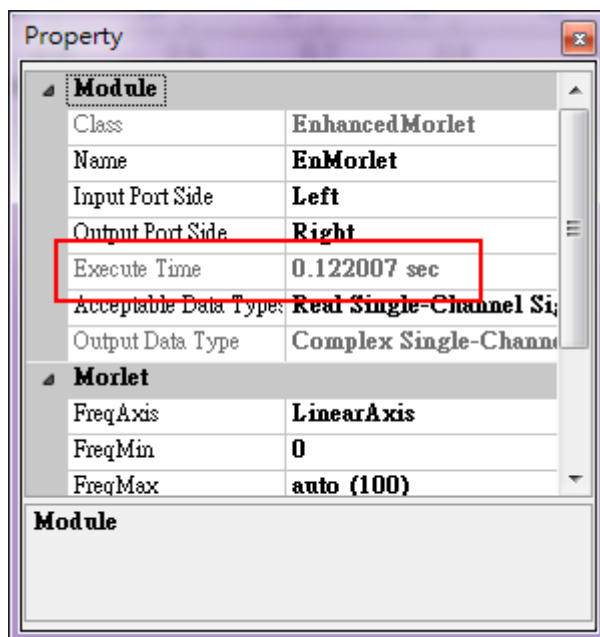 Property
Module
Class EnhancedMorlet
Name EnMorlet
Input Port Side Left
Output Port Side Right
Execute Time 0.122007 sec
Acceptable Data Types Real Single-Channel Si
Output Data Type Complex Single-Chann
Morlet
FreqAxis LinearAxis
FreqMin 0
FreqMax auto (100)
Module